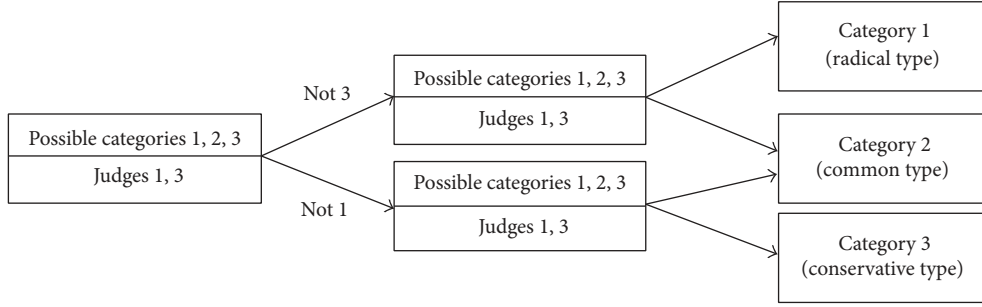 Possible categories 1, 2, 3
Judges 1, 3
Not 3
Not 1
Possible categories 1, 2, 3
Judges 1, 3
Possible categories 1, 2, 3
Judges 1, 3
Category 1
(radical type)
Category 2
(common type)
Category 3
(conservative type)